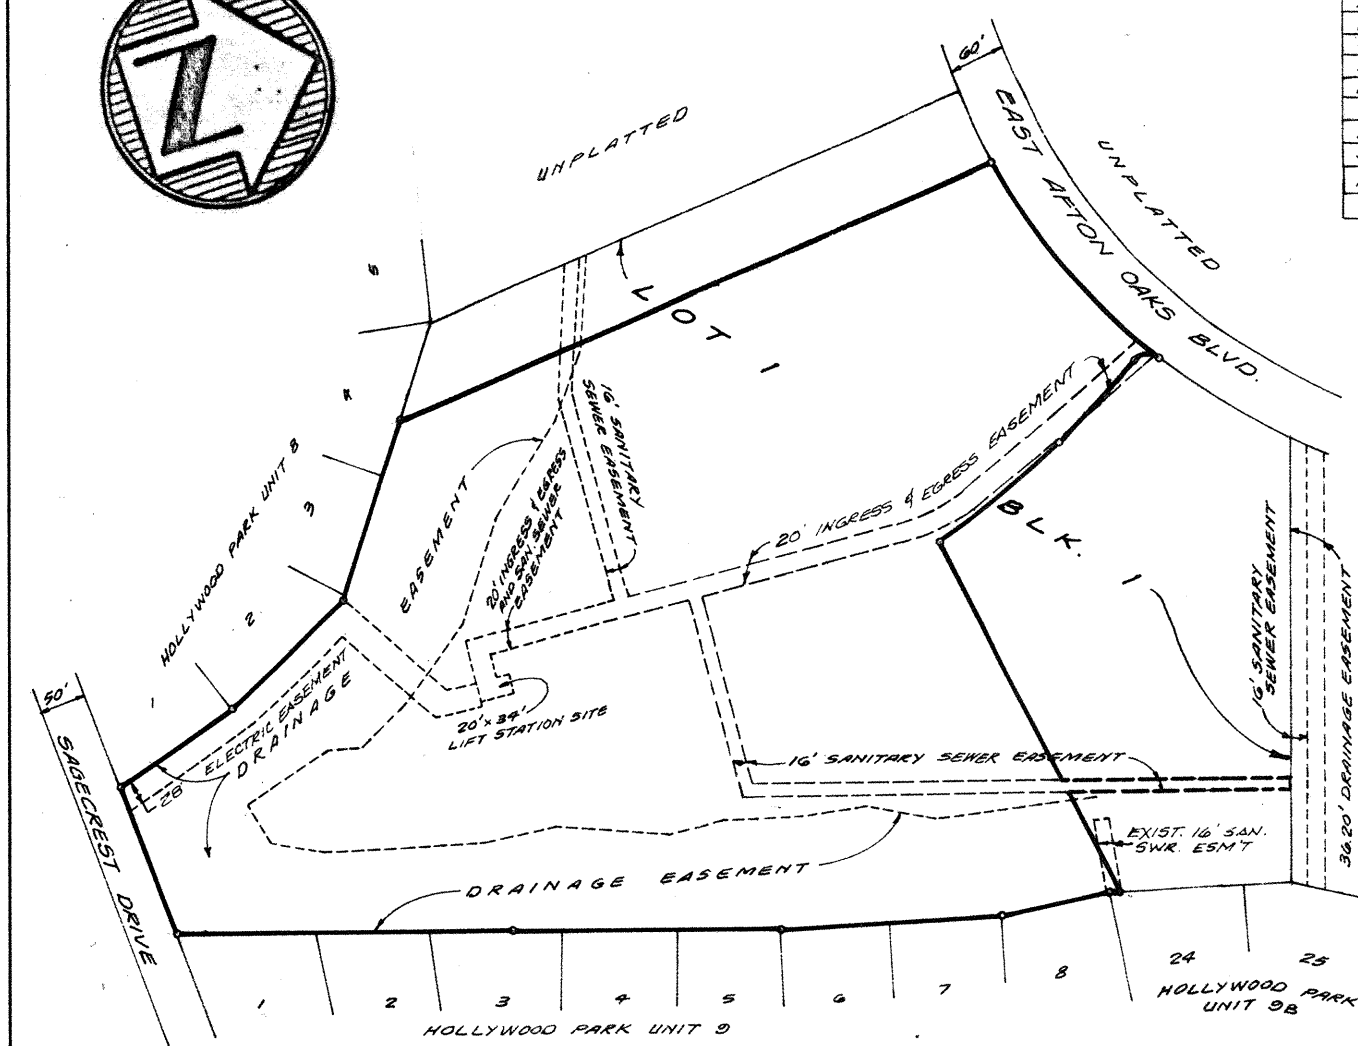 Z
60'
EAST AFTON OAKS BLVD.
UNPLATTED
UNPLATTED
5
4
3
2
1
HOLLYWOOD PARK UNIT 8
LOT 1
BLK. 1
EASEMENT
16' SANITARY
SEWER EASEMENT
20' INGRESS & EGRESS
AND SAN. SEWER
EASEMENT
20' INGRESS & EGRESS EASEMENT
50'
SAGECREST DRIVE
ELECTRIC EASEMENT
DRAINAGE
28'
20' x 34'
LIFT STATION SITE
16' SANITARY SEWER EASEMENT
16' SANITARY
SEWER EASEMENT
36.20' DRAINAGE EASEMENT
EXIST. 16' SAN.
SWR. ESM'T
DRAINAGE EASEMENT
1
2
3
4
5
6
7
8
24
25
HOLLYWOOD PARK UNIT 9
HOLLYWOOD PARK
UNIT 9B